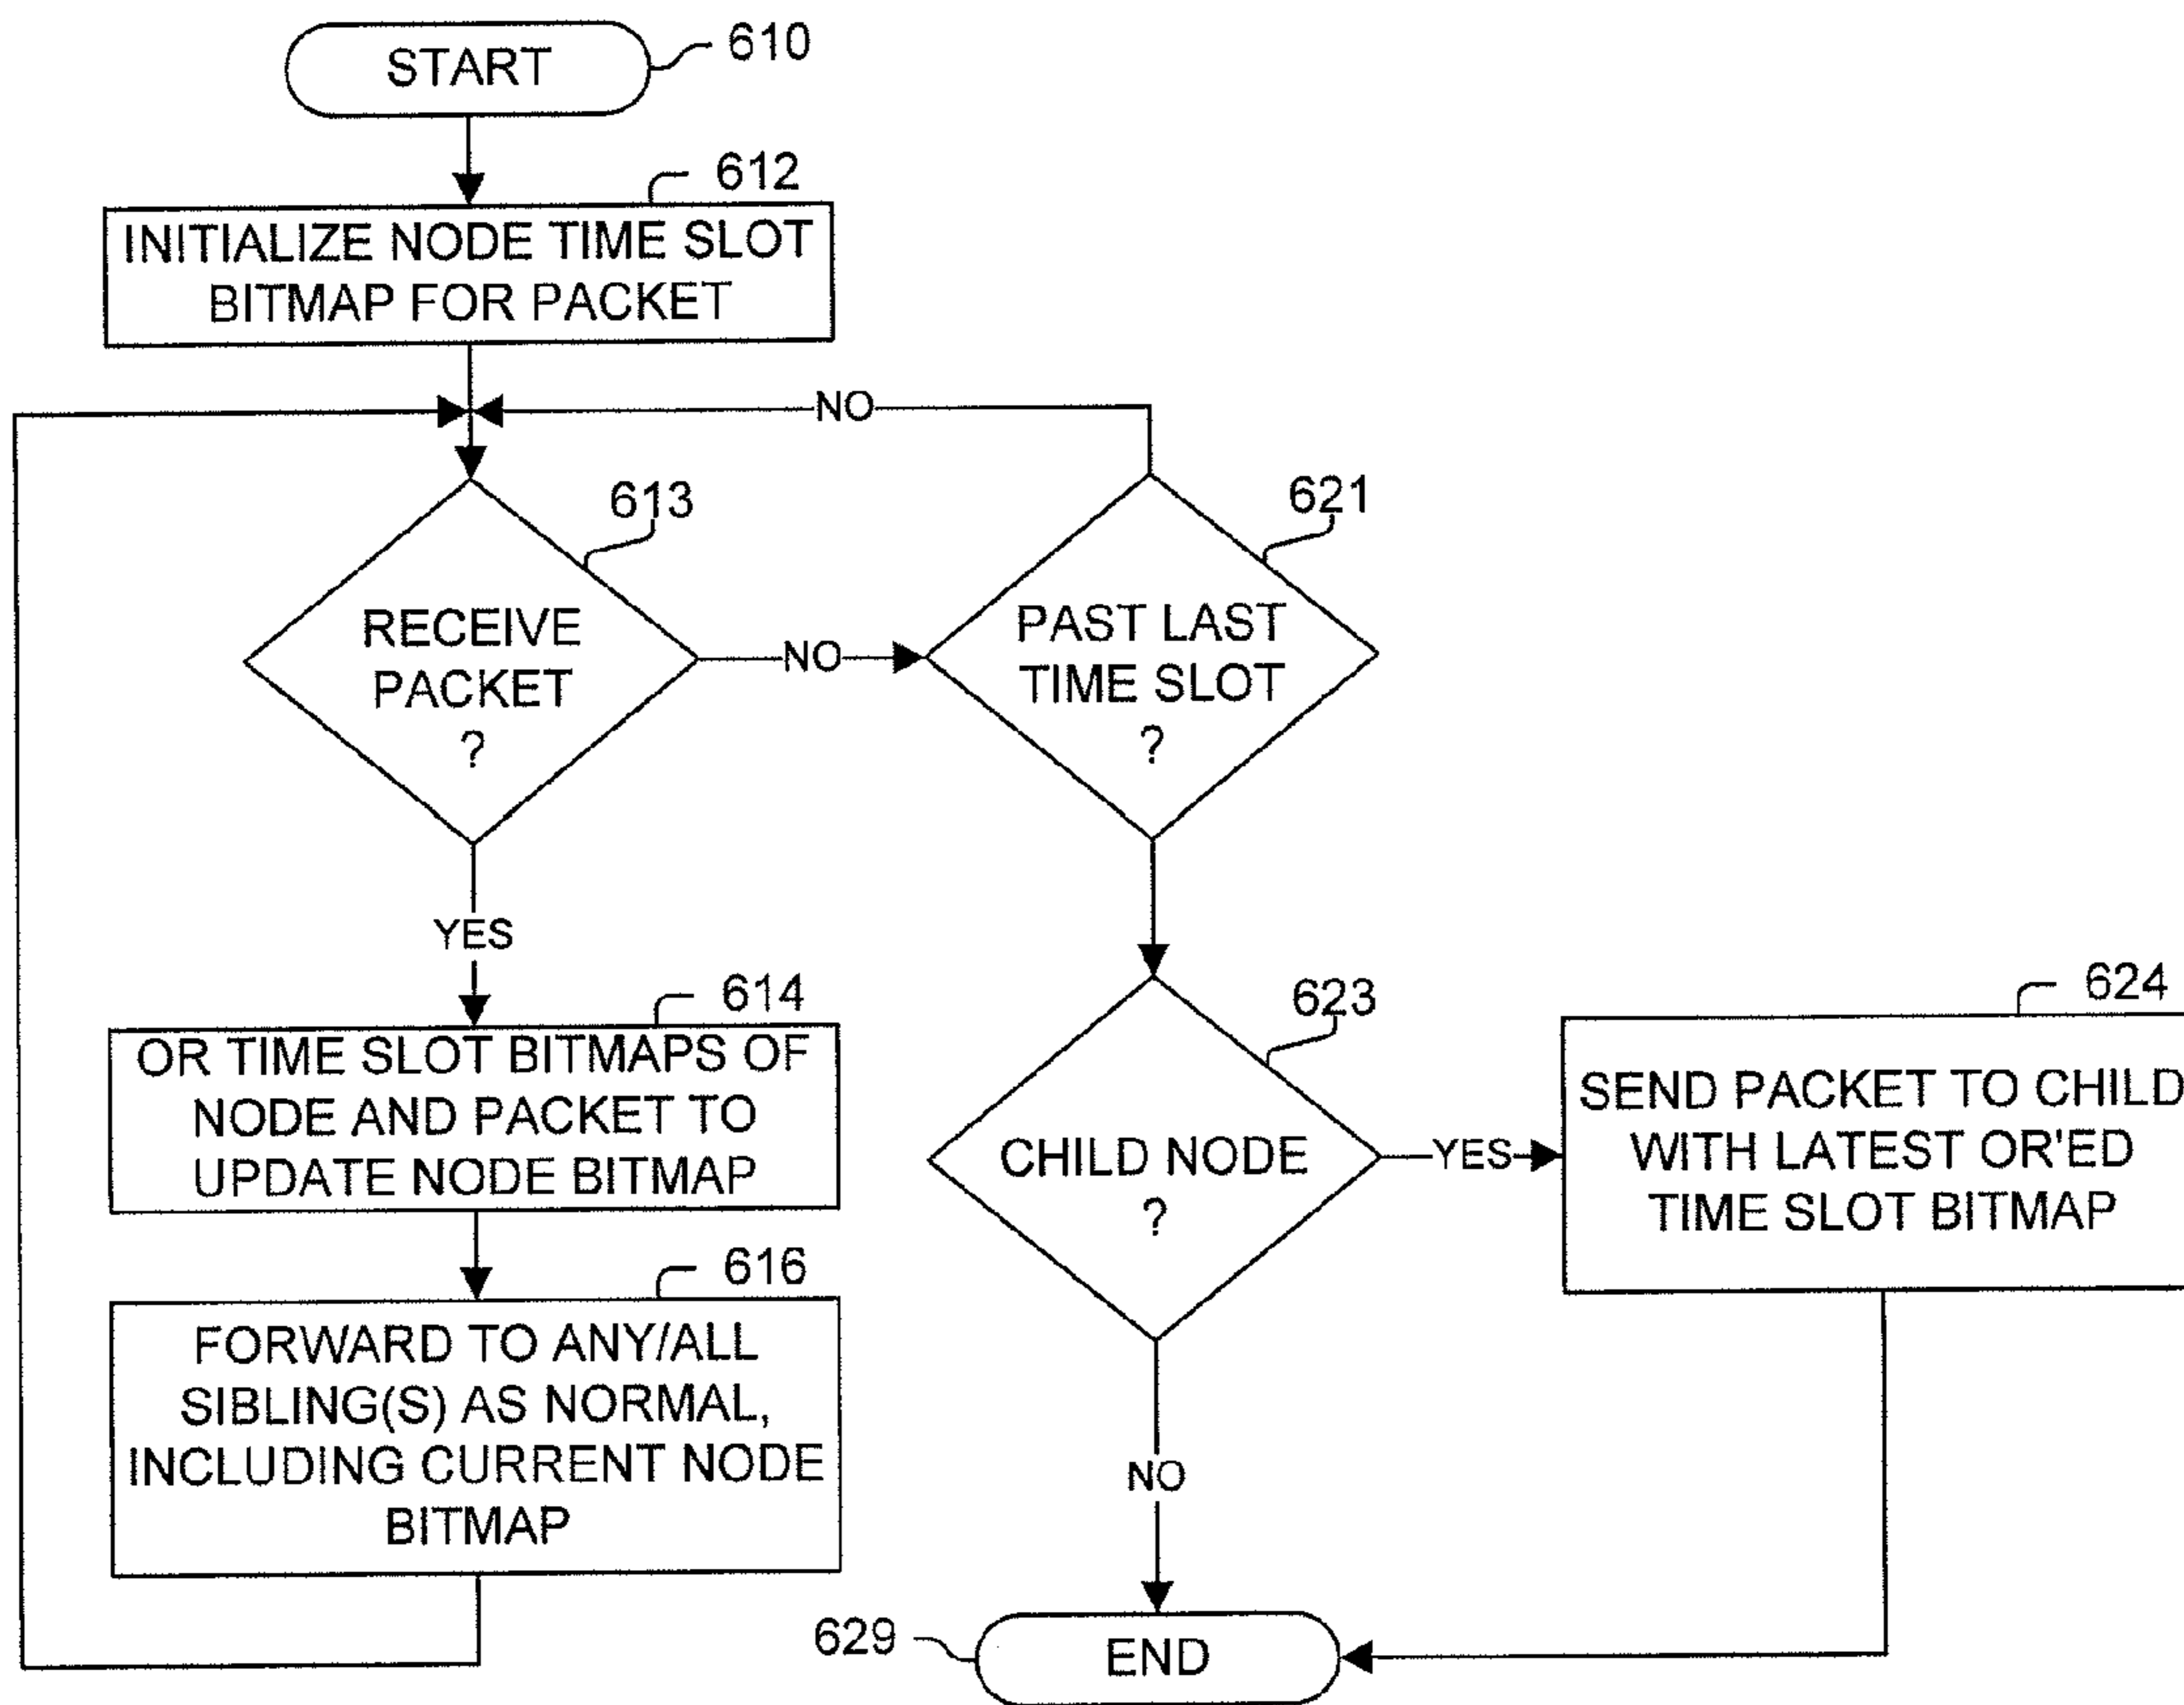 START
610
612
INITIALIZE NODE TIME SLOT
BITMAP FOR PACKET
NO
613
RECEIVE
PACKET
?
NO
621
PAST LAST
TIME SLOT
?
YES
614
OR TIME SLOT BITMAPS OF
NODE AND PACKET TO
UPDATE NODE BITMAP
616
FORWARD TO ANY/ALL
SIBLING(S) AS NORMAL,
INCLUDING CURRENT NODE
BITMAP
623
CHILD NODE
?
YES
624
SEND PACKET TO CHILD
WITH LATEST OR'ED
TIME SLOT BITMAP
NO
629
END